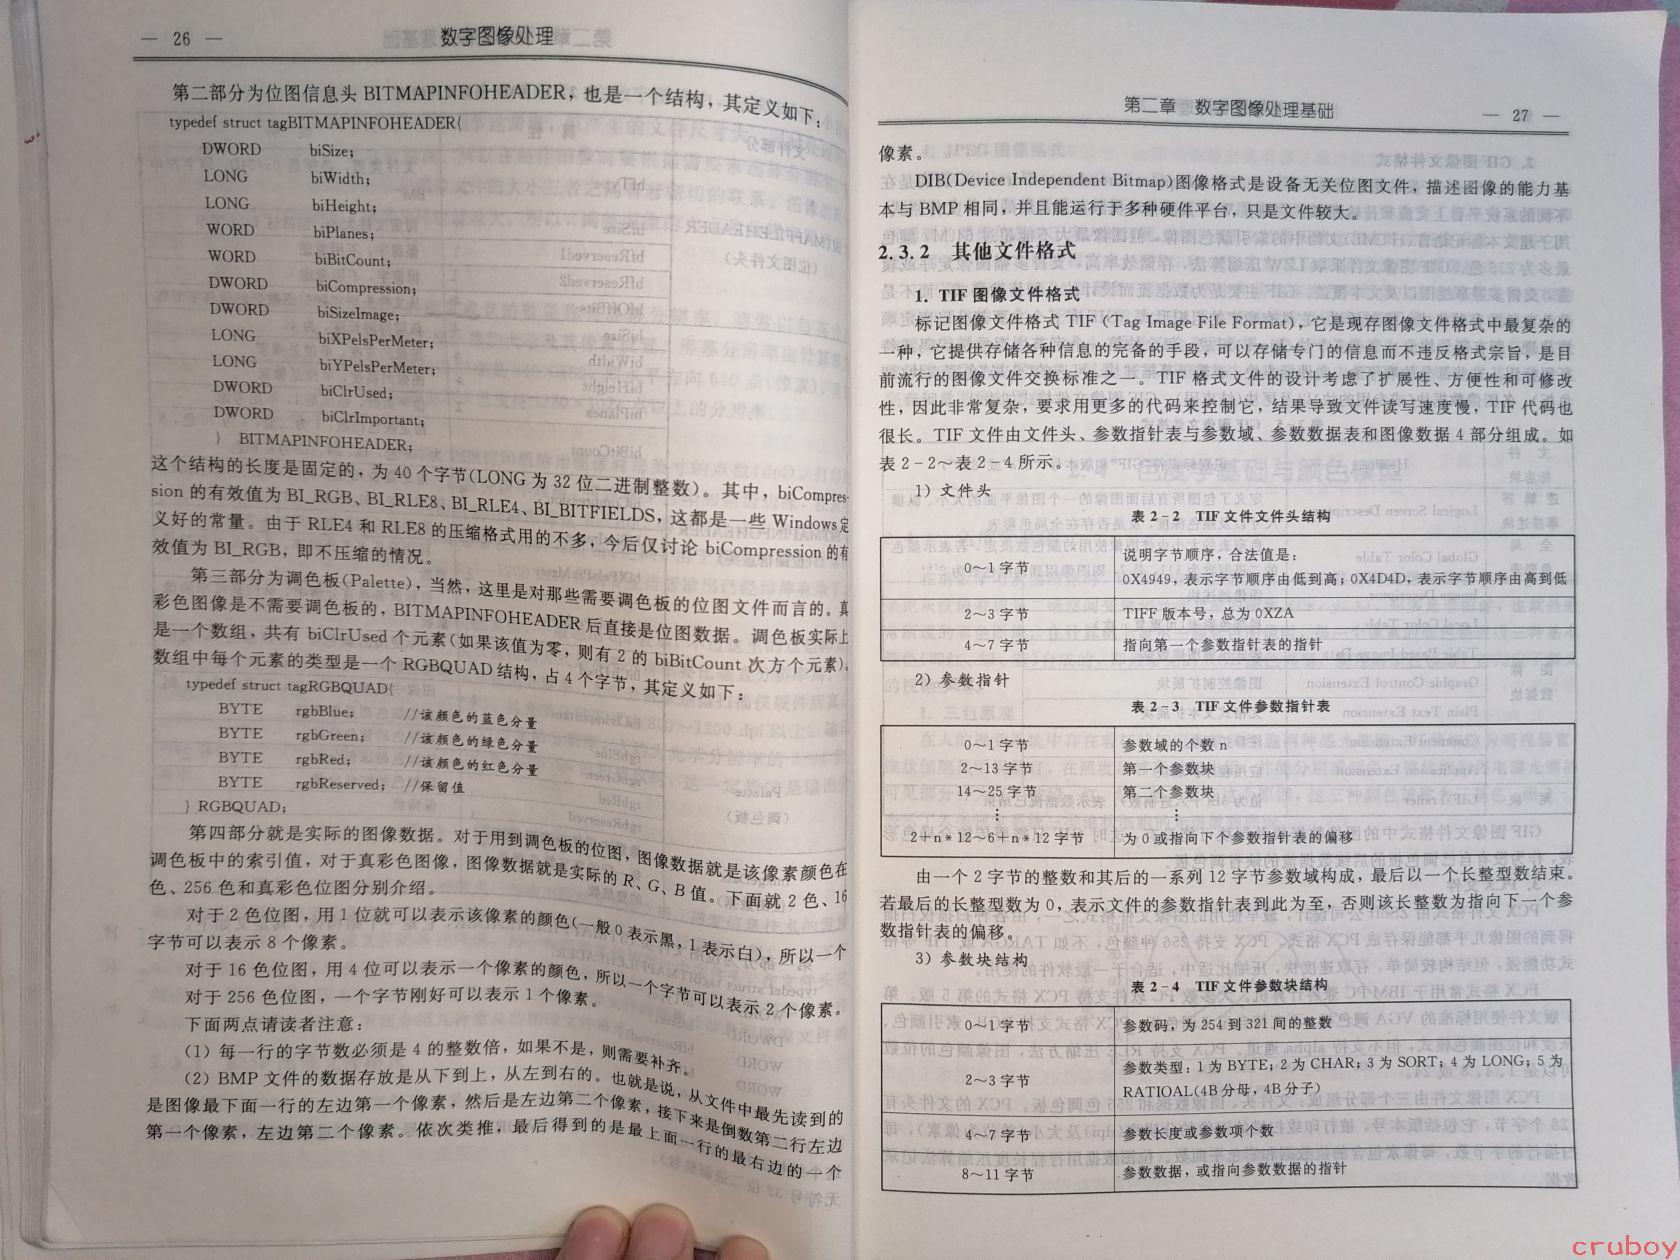 — 26 —
数字图像处理
第二部分为位图信息头 BITMAPINFOHEADER，也是一个结构，其定义如下：
typedef struct tagBITMAPINFOHEADER{
DWORD biSize;
LONG biWidth;
LONG biHeight;
WORD biPlanes;
WORD biBitCount;
DWORD biCompression;
DWORD biSizeImage;
LONG biXPelsPerMeter;
LONG biYPelsPerMeter;
DWORD biClrUsed;
DWORD biClrImportant;
} BITMAPINFOHEADER;
这个结构的长度是固定的，为 40 个字节(LONG 为 32 位二进制整数)。其中，biCompres-
sion 的有效值为 BI_RGB、BI_RLE8、BI_RLE4、BI_BITFIELDS，这都是一些 Windows 定
义好的常量。由于 RLE4 和 RLE8 的压缩格式用的不多，今后仅讨论 biCompression 的有
效值为 BI_RGB，即不压缩的情况。
第三部分为调色板(Palette)，当然，这里是对那些需要调色板的位图文件而言的。真
彩色图像是不需要调色板的，BITMAPINFOHEADER 后直接是位图数据。调色板实际上
是一个数组，共有 biClrUsed 个元素(如果该值为零，则有 2 的 biBitCount 次方个元素)。
数组中每个元素的类型是一个 RGBQUAD 结构，占 4 个字节，其定义如下：
typedef struct tagRGBQUAD{
BYTE rgbBlue; //该颜色的蓝色分量
BYTE rgbGreen; //该颜色的绿色分量
BYTE rgbRed; //该颜色的红色分量
BYTE rgbReserved; //保留值
} RGBQUAD;
第四部分就是实际的图像数据。对于用到调色板的位图，图像数据就是该像素颜色在
调色板中的索引值，对于真彩色图像，图像数据就是实际的 R、G、B 值。下面就 2 色、16
色、256 色和真彩色位图分别介绍。
对于 2 色位图，用 1 位就可以表示该像素的颜色(一般 0 表示黑，1 表示白)，所以一个
字节可以表示 8 个像素。
对于 16 色位图，用 4 位可以表示一个像素的颜色，所以一个字节可以表示 2 个像素。
对于 256 色位图，一个字节刚好可以表示 1 个像素。
下面两点请读者注意：
(1) 每一行的字节数必须是 4 的整数倍，如果不是，则需要补齐。
(2) BMP 文件的数据存放是从下到上，从左到右的。也就是说，从文件中最先读到的
是图像最下面一行的左边第一个像素，然后是左边第二个像素，接下来是倒数第二行左边
第一个像素，左边第二个像素。依次类推，最后得到的是最上面一行的最右边的一个
第二章 数字图像处理基础
— 27 —
像素。
DIB(Device Independent Bitmap)图像格式是设备无关位图文件，描述图像的能力基
本与 BMP 相同，并且能运行于多种硬件平台，只是文件较大。
2.3.2 其他文件格式
1. TIF 图像文件格式
标记图像文件格式 TIF (Tag Image File Format)，它是现存图像文件格式中最复杂的
一种，它提供存储各种信息的完备的手段，可以存储专门的信息而不违反格式宗旨，是目
前流行的图像文件交换标准之一。TIF 格式文件的设计考虑了扩展性、方便性和可修改
性，因此非常复杂，要求用更多的代码来控制它，结果导致文件读写速度慢，TIF 代码也
很长。TIF 文件由文件头、参数指针表与参数域、参数数据表和图像数据 4 部分组成。如
表 2-2～表 2-4 所示。
1) 文件头
表 2-2 TIF 文件文件头结构
0～1 字节 说明字节顺序，合法值是：
0X4949，表示字节顺序由低到高；0X4D4D，表示字节顺序由高到低
2～3 字节 TIFF 版本号，总为 0XZA
4～7 字节 指向第一个参数指针表的指针
2) 参数指针
表 2-3 TIF 文件参数指针表
0～1 字节 参数域的个数 n
2～13 字节 第一个参数块
14～25 字节 第二个参数块
⋮ ⋮
2+n*12～6+n*12 字节 为 0 或指向下个参数指针表的偏移
由一个 2 字节的整数和其后的一系列 12 字节参数域构成，最后以一个长整型数结束。
若最后的长整型数为 0，表示文件的参数指针表到此为至，否则该长整数为指向下一个参
数指针表的偏移。
3) 参数块结构
表 2-4 TIF 文件参数块结构
0～1 字节 参数码，为 254 到 321 间的整数
2～3 字节 参数类型：1 为 BYTE；2 为 CHAR；3 为 SORT；4 为 LONG；5 为
RATIOAL(4B 分母，4B 分子)
4～7 字节 参数长度或参数项个数
8～11 字节 参数数据，或指向参数数据的指针
cruboy